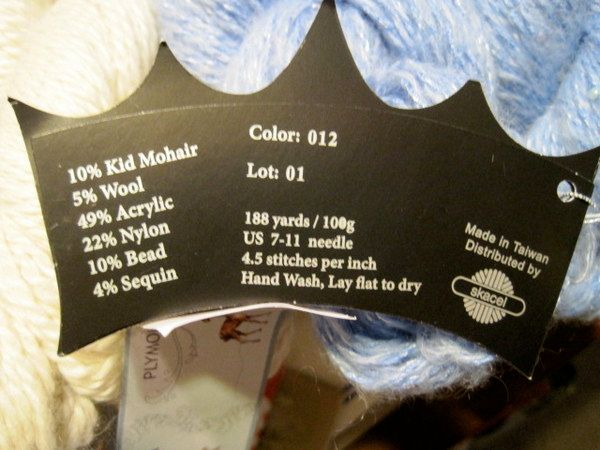 10% Kid Mohair
5% Wool
49% Acrylic
22% Nylon
10% Bead
4% Sequin
Color: 012
Lot: 01
188 yards / 100g
US 7-11 needle
4.5 stitches per inch
Hand Wash, Lay flat to dry
Made in Taiwan
Distributed by
skacel
PLYMO